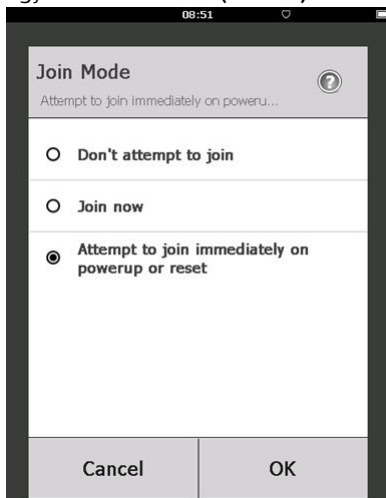 08:51
Join Mode
Attempt to join immediately on poweru...
Don't attempt to join
Join now
Attempt to join immediately on
powerup or reset
Cancel
OK